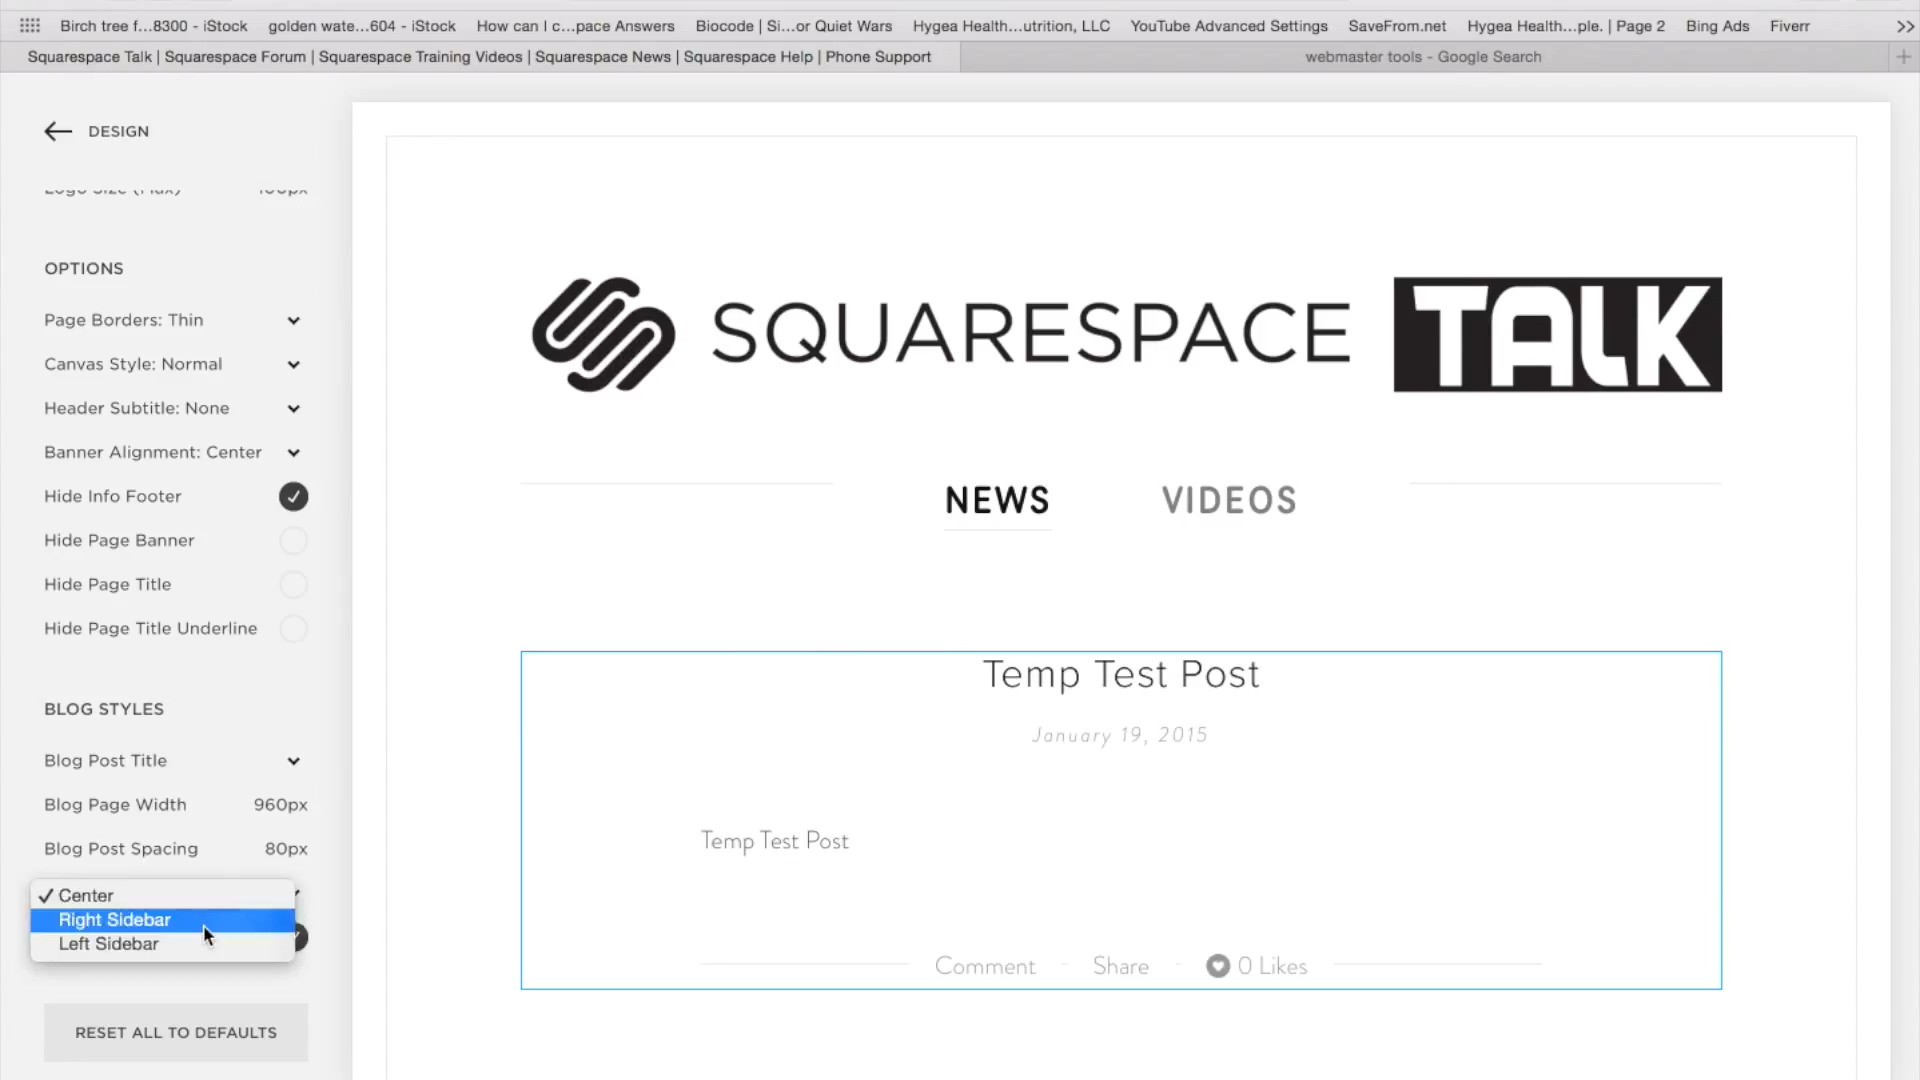 Birch tree f...8300 - iStock golden wate...604 - iStock How can I c...pace Answers Biocode | Si...or Quiet Wars Hygea Health...utrition, LLC YouTube Advanced Settings SaveFrom.net Hygea Health...ple. | Page 2 Bing Ads Fiverr >>
Squarespace Talk | Squarespace Forum | Squarespace Training Videos | Squarespace News | Squarespace Help | Phone Support webmaster tools - Google Search
DESIGN
Logo Size (Max)
OPTIONS
Page Borders: Thin
Canvas Style: Normal
Header Subtitle: None
Banner Alignment: Center
Hide Info Footer
Hide Page Banner
Hide Page Title
Hide Page Title Underline
BLOG STYLES
Blog Post Title
Blog Page Width 960px
Blog Post Spacing 80px
Center
Right Sidebar
Left Sidebar
RESET ALL TO DEFAULTS
SQUARESPACE TALK
NEWS VIDEOS
Temp Test Post
January 19, 2015
Temp Test Post
Comment Share 0 Likes